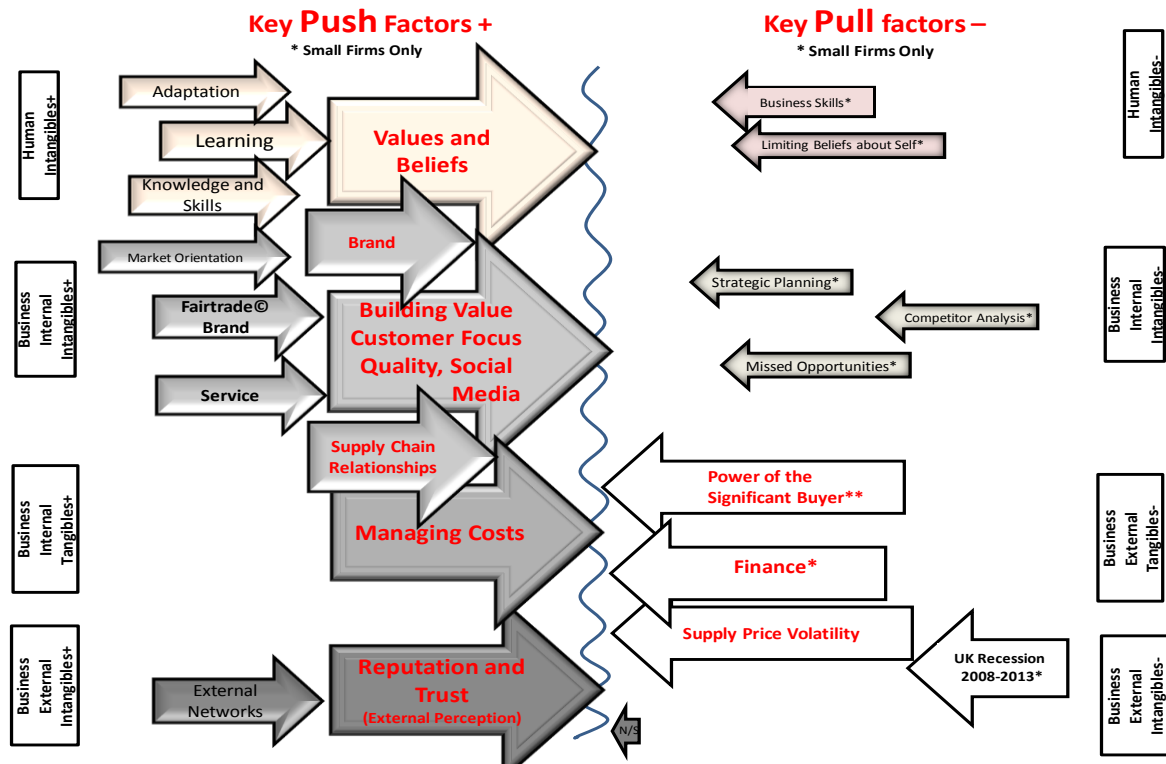 Key Push Factors +
* Small Firms Only
Key Pull factors –
* Small Firms Only
Human
Intangibles+
Adaptation
Learning
Knowledge and
Skills
Values and
Beliefs
Business Skills*
Limiting Beliefs about Self*
Human
Intangibles-
Business
Internal
Intangibles+
Market Orientation
Fairtrade©
Brand
Service
Brand
Building Value
Customer Focus
Quality, Social
Media
Strategic Planning*
Competitor Analysis*
Missed Opportunities*
Business
Internal
Intangibles-
Business
Internal
Tangibles+
Supply Chain
Relationships
Managing Costs
Power of the
Significant Buyer**
Finance*
Supply Price Volatility
Business
External
Tangibles-
Business
External
Intangibles+
External
Networks
Reputation and
Trust
(External Perception)
N/S
UK Recession
2008-2013*
Business
External
Intangibles-